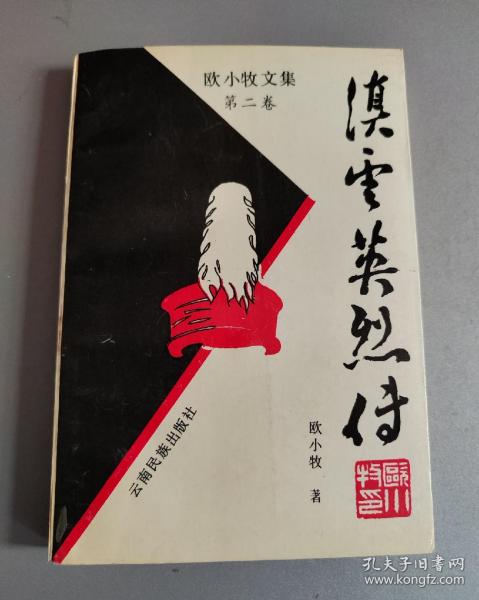 欧小牧文集
第二卷
滇云英烈传
欧小牧 著
云南民族出版社
孔夫子旧书网
kongfz.com